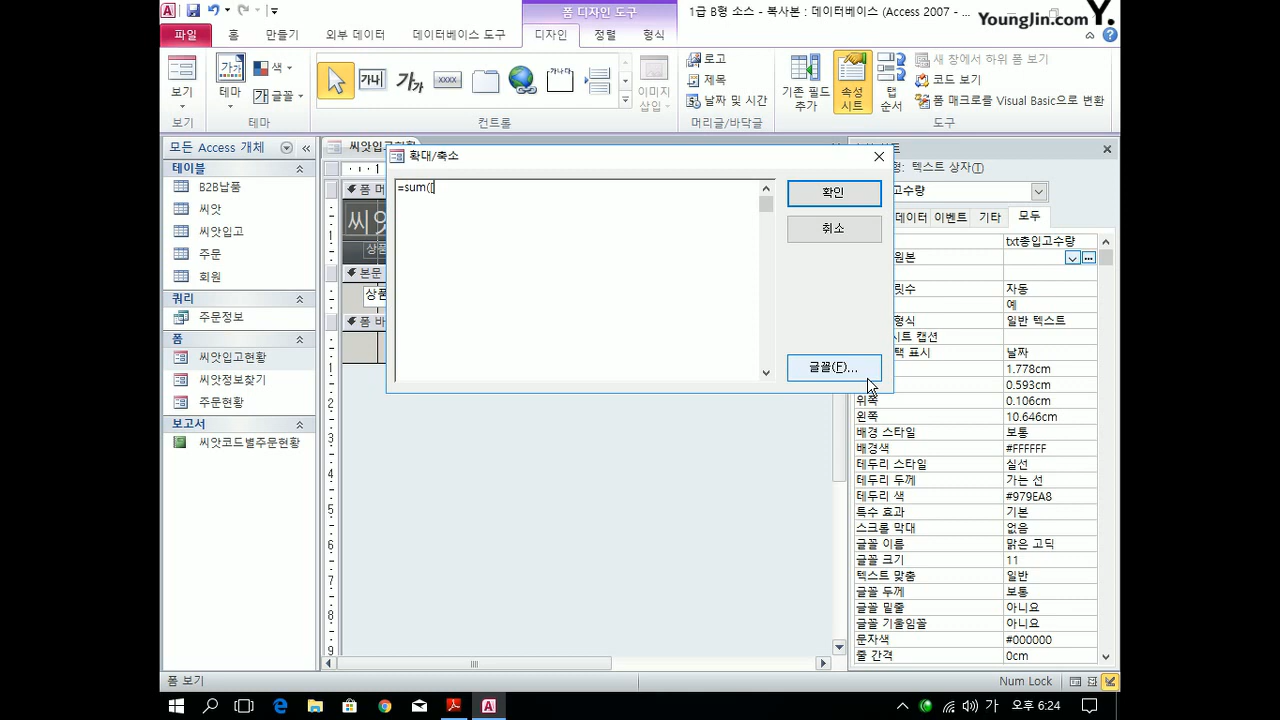 1급 B형 소스 - 복사본 : 데이터베이스 (Access 2007 - ...
YoungJin.com Y.
폼 디자인 도구
파일 홈 만들기 외부 데이터 데이터베이스 도구 디자인 정렬 형식
보기
테마
색
글꼴
가나
가가
xxxx
이미지
삽입
로고
제목
날짜 및 시간
기존 필드
추가
속성
시트
탭
순서
새 창에서 하위 폼 보기
코드 보기
폼 매크로를 Visual Basic으로 변환
보기 테마 컨트롤 머리글/바닥글 도구
모든 Access 개체
테이블
B2B납품
씨앗
씨앗입고
주문
회원
쿼리
주문정보
폼
씨앗입고현황
씨앗정보찾기
주문현황
보고서
씨앗코드별주문현황
확대/축소
=sum([
확인
취소
글꼴(F)...
본문
상품
텍스트 상자(T)
고수량
데이터 이벤트 기타 모두
txt총입고수량
원본
릿수 자동
예
형식 일반 텍스트
시트 캡션
택 표시 날짜
1.778cm
0.593cm
위쪽 0.106cm
왼쪽 10.646cm
배경 스타일 보통
배경색 #FFFFFF
테두리 스타일 실선
테두리 두께 가는 선
테두리 색 #979EA8
특수 효과 기본
스크롤 막대 없음
글꼴 이름 맑은 고딕
글꼴 크기 11
텍스트 맞춤 일반
글꼴 두께 보통
글꼴 밑줄 아니요
글꼴 기울임꼴 아니요
문자색 #000000
줄 간격 0cm
폼 보기 Num Lock
가 오후 6:24